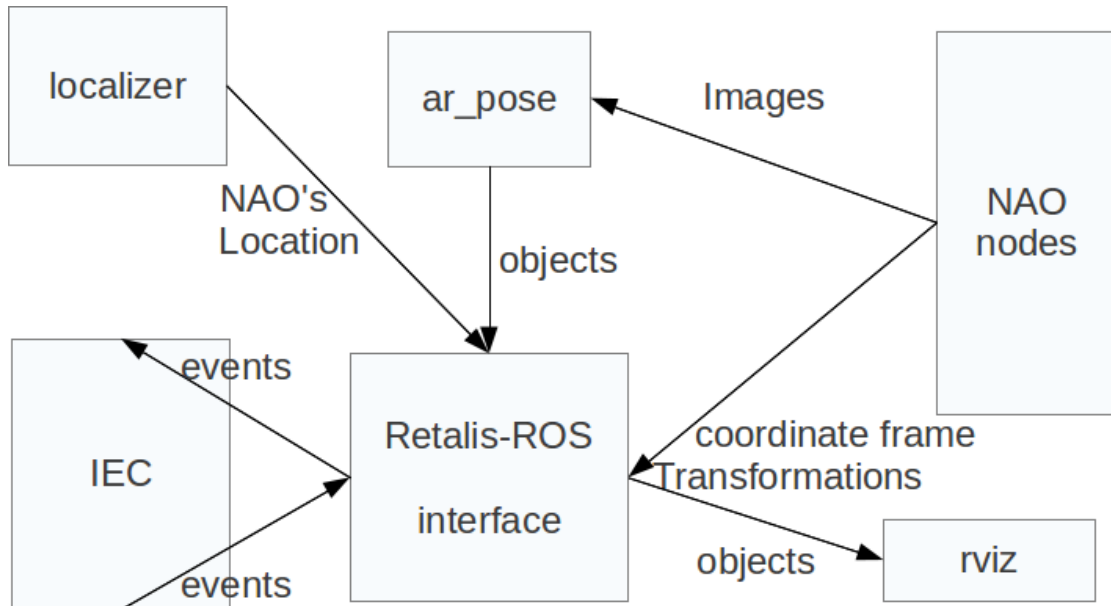 localizer
ar_pose
Images
NAO
nodes
NAO's
Location
objects
events
IEC
Retalis-ROS
interface
coordinate frame
Transformations
objects
rviz
events